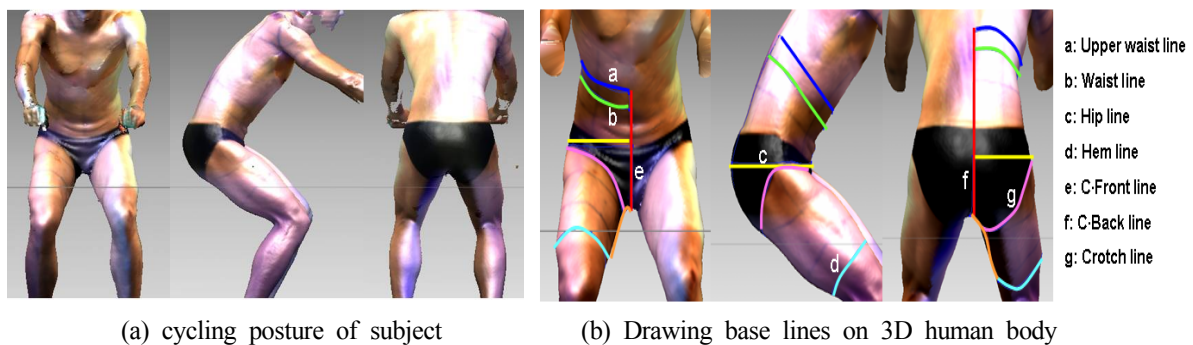 a
b
e
c
d
f
g
a: Upper waist line
b: Waist line
c: Hip line
d: Hem line
e: C·Front line
f: C·Back line
g: Crotch line
(a) cycling posture of subject
(b) Drawing base lines on 3D human body